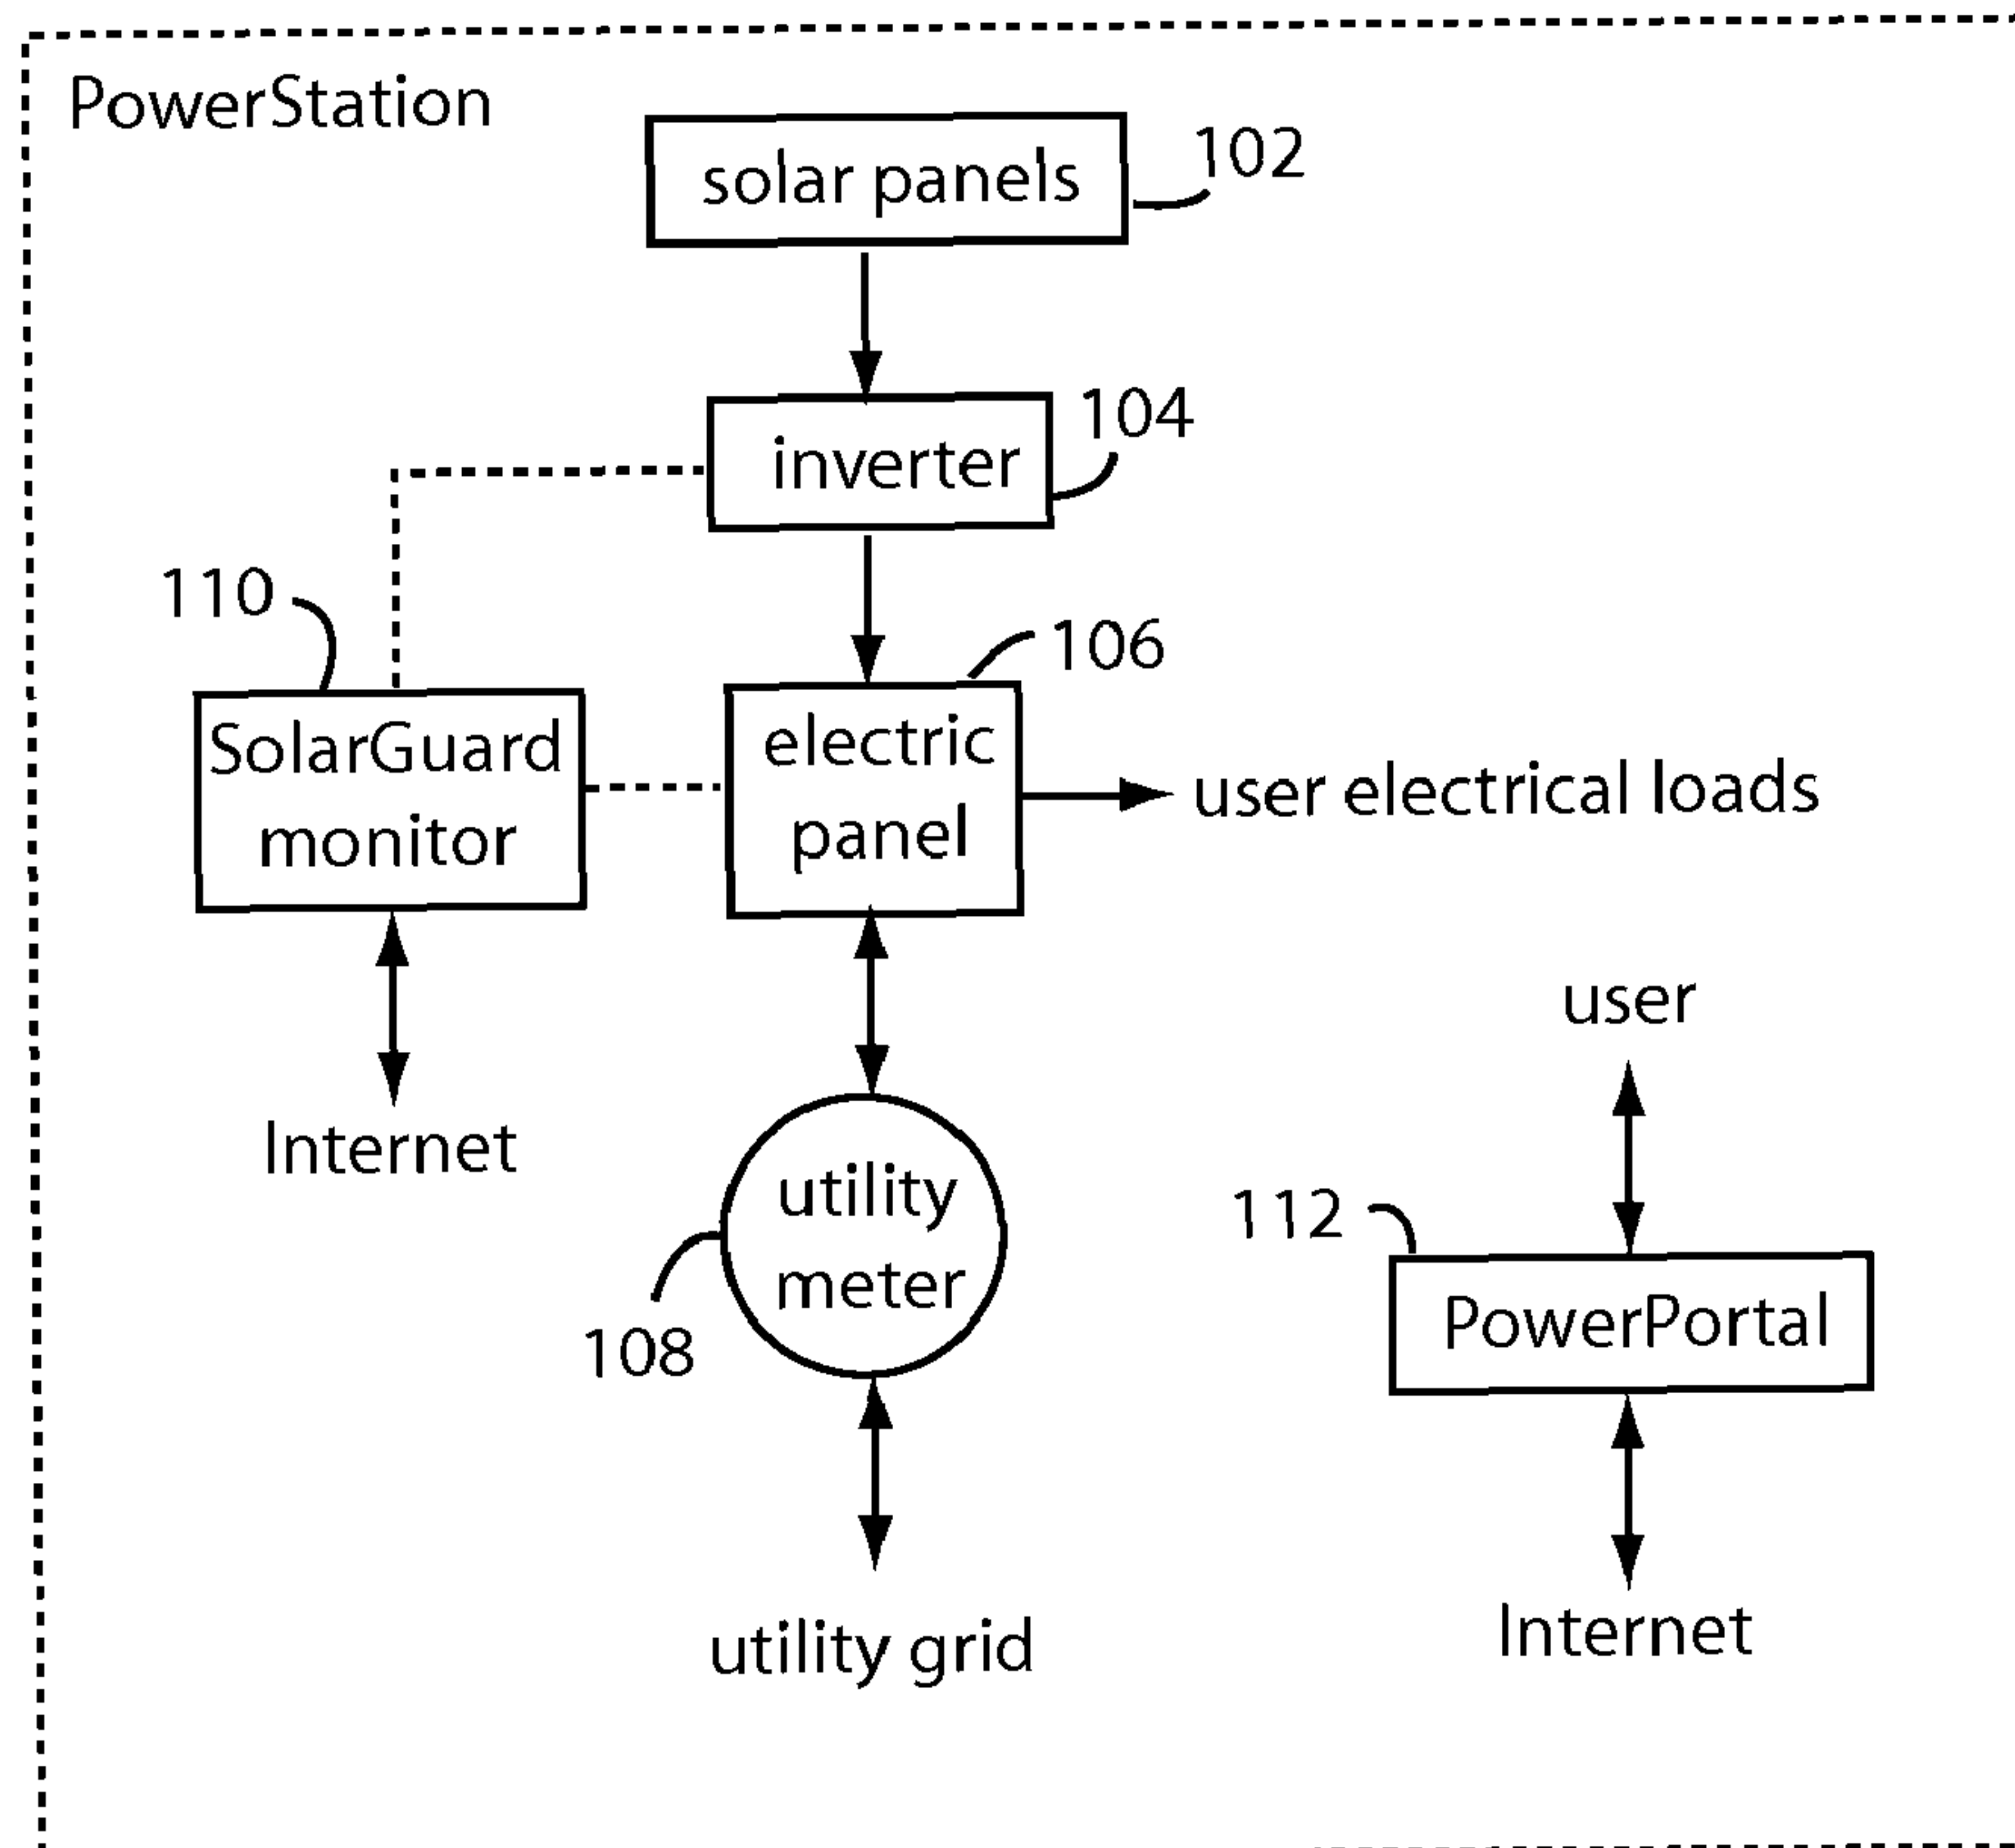 PowerStation
solar panels
102
inverter
104
110
106
SolarGuard
monitor
electric
panel
user electrical loads
Internet
utility
meter
108
user
112
PowerPortal
utility grid
Internet